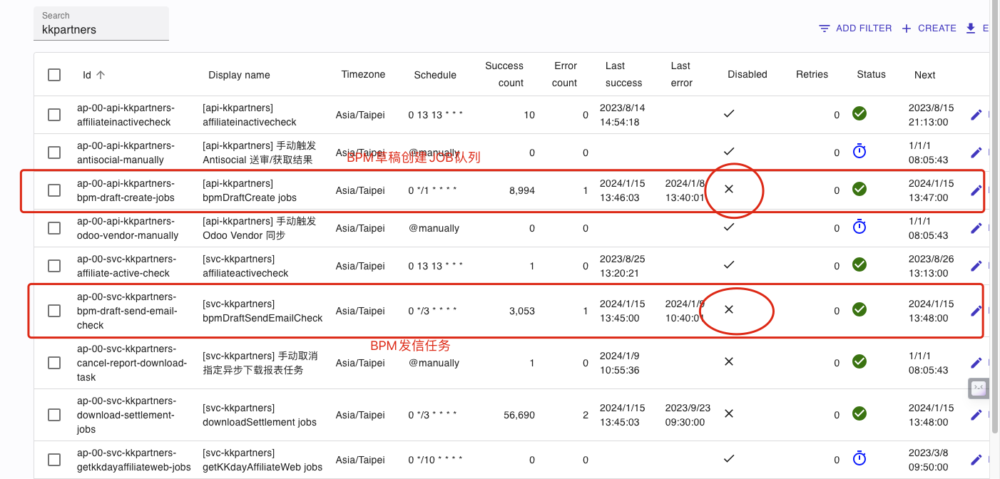 Search
kkpartners
ADD FILTER
CREATE
E
Id
Display name
Timezone
Schedule
Success count
Error count
Last success
Last error
Disabled
Retries
Status
Next
ap-00-api-kkpartners-
affiliateinactivecheck
[api-kkpartners]
affiliateinactivecheck
Asia/Taipei
0 13 13 * * *
10
0
2023/8/14
14:54:18
0
2023/8/15
21:13:00
ap-00-api-kkpartners-
antisocial-manually
[api-kkpartners] 手动触发
Antisocial 送审/获取结果
Asia/Taipei
@manually
0
0
0
1/1/1
08:05:43
BPM草稿创建JOB队列
ap-00-api-kkpartners-
bpm-draft-create-jobs
[api-kkpartners]
bpmDraftCreate jobs
Asia/Taipei
0 */1 * * * *
8,994
1
2024/1/15
13:46:03
2024/1/8
13:40:01
0
2024/1/15
13:47:00
ap-00-api-kkpartners-
odoo-vendor-manually
[api-kkpartners] 手动触发
Odoo Vendor 同步
Asia/Taipei
@manually
0
0
0
1/1/1
08:05:43
ap-00-svc-kkpartners-
affiliate-active-check
[svc-kkpartners]
affiliateactivecheck
Asia/Taipei
0 13 13 * * *
1
0
2023/8/25
13:20:21
0
2023/8/26
13:13:00
ap-00-svc-kkpartners-
bpm-draft-send-email-
check
[svc-kkpartners]
bpmDraftSendEmailCheck
Asia/Taipei
0 */3 * * * *
3,053
1
2024/1/15
13:45:00
2024/1/9
10:40:01
0
2024/1/15
13:48:00
BPM发信任务
ap-00-svc-kkpartners-
cancel-report-download-
task
[svc-kkpartners] 手动取消
指定异步下载报表任务
Asia/Taipei
@manually
1
0
2024/1/9
10:55:36
0
1/1/1
08:05:43
ap-00-svc-kkpartners-
download-settlement-
jobs
[svc-kkpartners]
downloadSettlement jobs
Asia/Taipei
0 */3 * * * *
56,690
2
2024/1/15
13:45:03
2023/9/23
09:30:00
0
2024/1/15
13:48:00
ap-00-svc-kkpartners-
getkkdayaffiliateweb-jobs
[svc-kkpartners]
getKKdayAffiliateWeb jobs
Asia/Taipei
0 */10 * * * *
0
0
0
2023/3/8
09:50:00